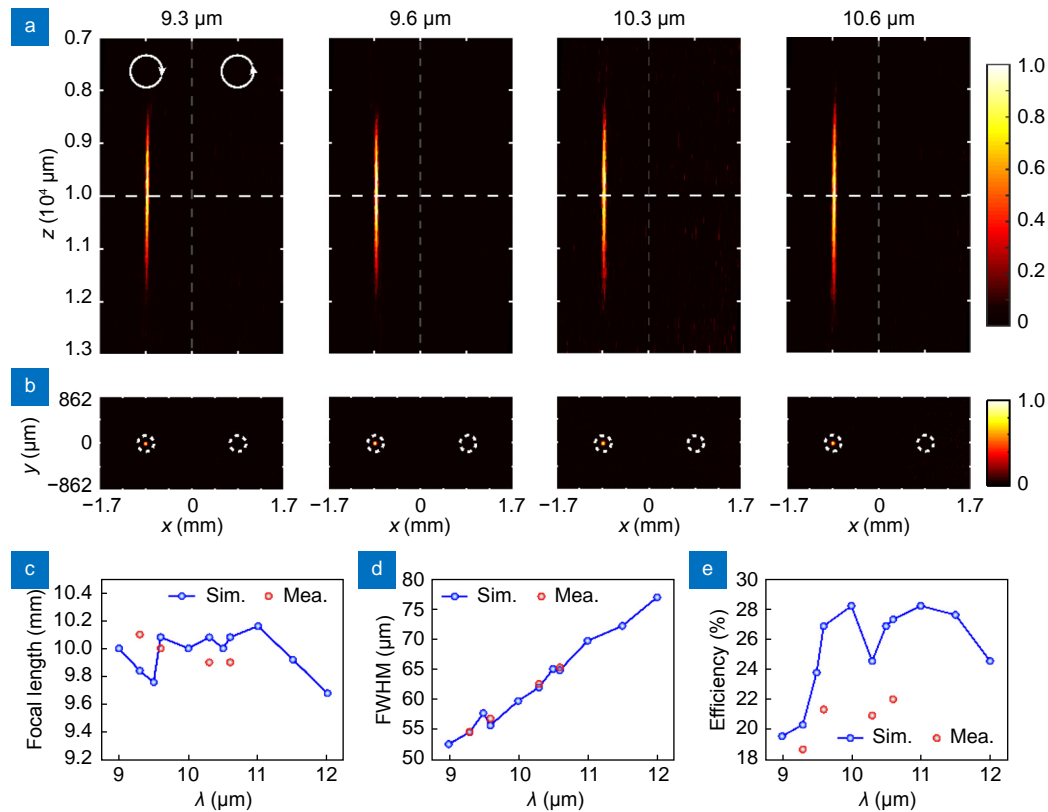 a
9.3 μm
9.6 μm
10.3 μm
10.6 μm
0.7
0.8
0.9
1.0
1.1
1.2
1.3
z (10⁴ μm)
1.0
0.8
0.6
0.4
0.2
0
b
862
0
−862
y (μm)
−1.7 0 1.7
x (mm)
−1.7 0 1.7
x (mm)
−1.7 0 1.7
x (mm)
−1.7 0 1.7
x (mm)
1.0
0
c
Sim. Mea.
10.6
10.4
10.2
10.0
9.8
9.6
9.4
9.2
Focal length (mm)
9 10 11 12
λ (μm)
d
Sim. Mea.
80
75
70
65
60
55
50
FWHM (μm)
9 10 11 12
λ (μm)
e
30
28
26
24
22
20
18
Efficiency (%)
Sim. Mea.
9 10 11 12
λ (μm)